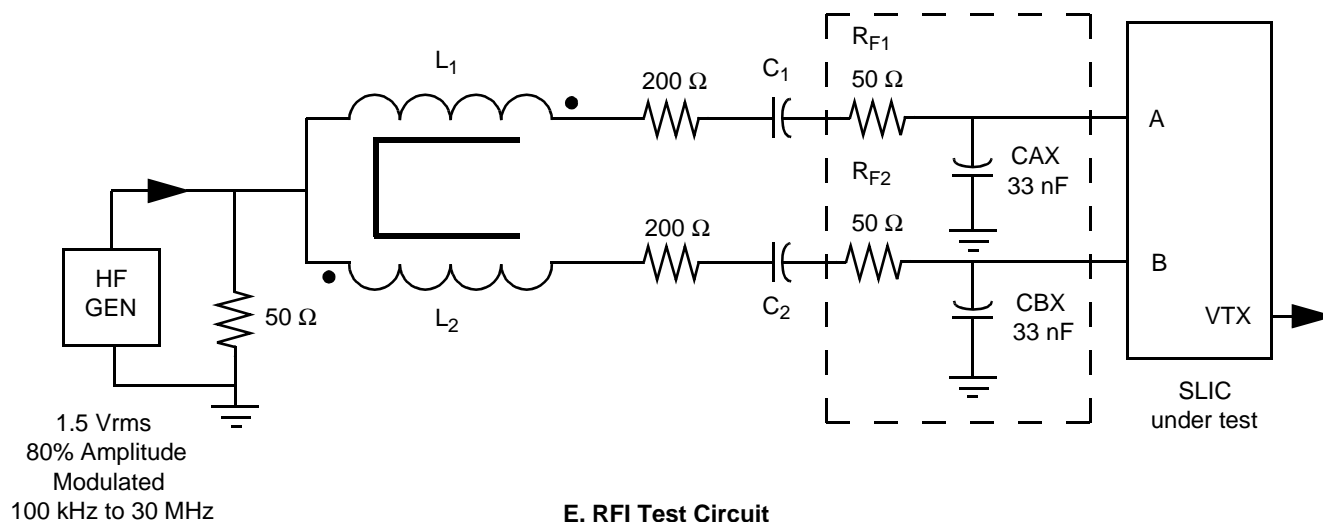 L1
200 Ω
C1
RF1
50 Ω
A
CAX
33 nF
RF2
HF
GEN
50 Ω
L2
200 Ω
C2
50 Ω
B
CBX
33 nF
VTX
SLIC
under test
1.5 Vrms
80% Amplitude
Modulated
100 kHz to 30 MHz
E. RFI Test Circuit